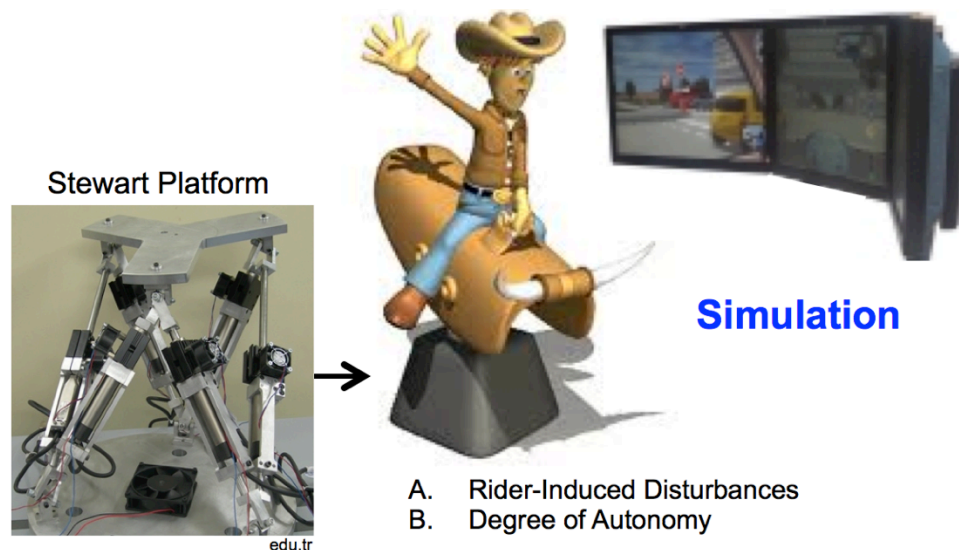 Stewart Platform
edu.tr
Simulation
A. Rider-Induced Disturbances
B. Degree of Autonomy